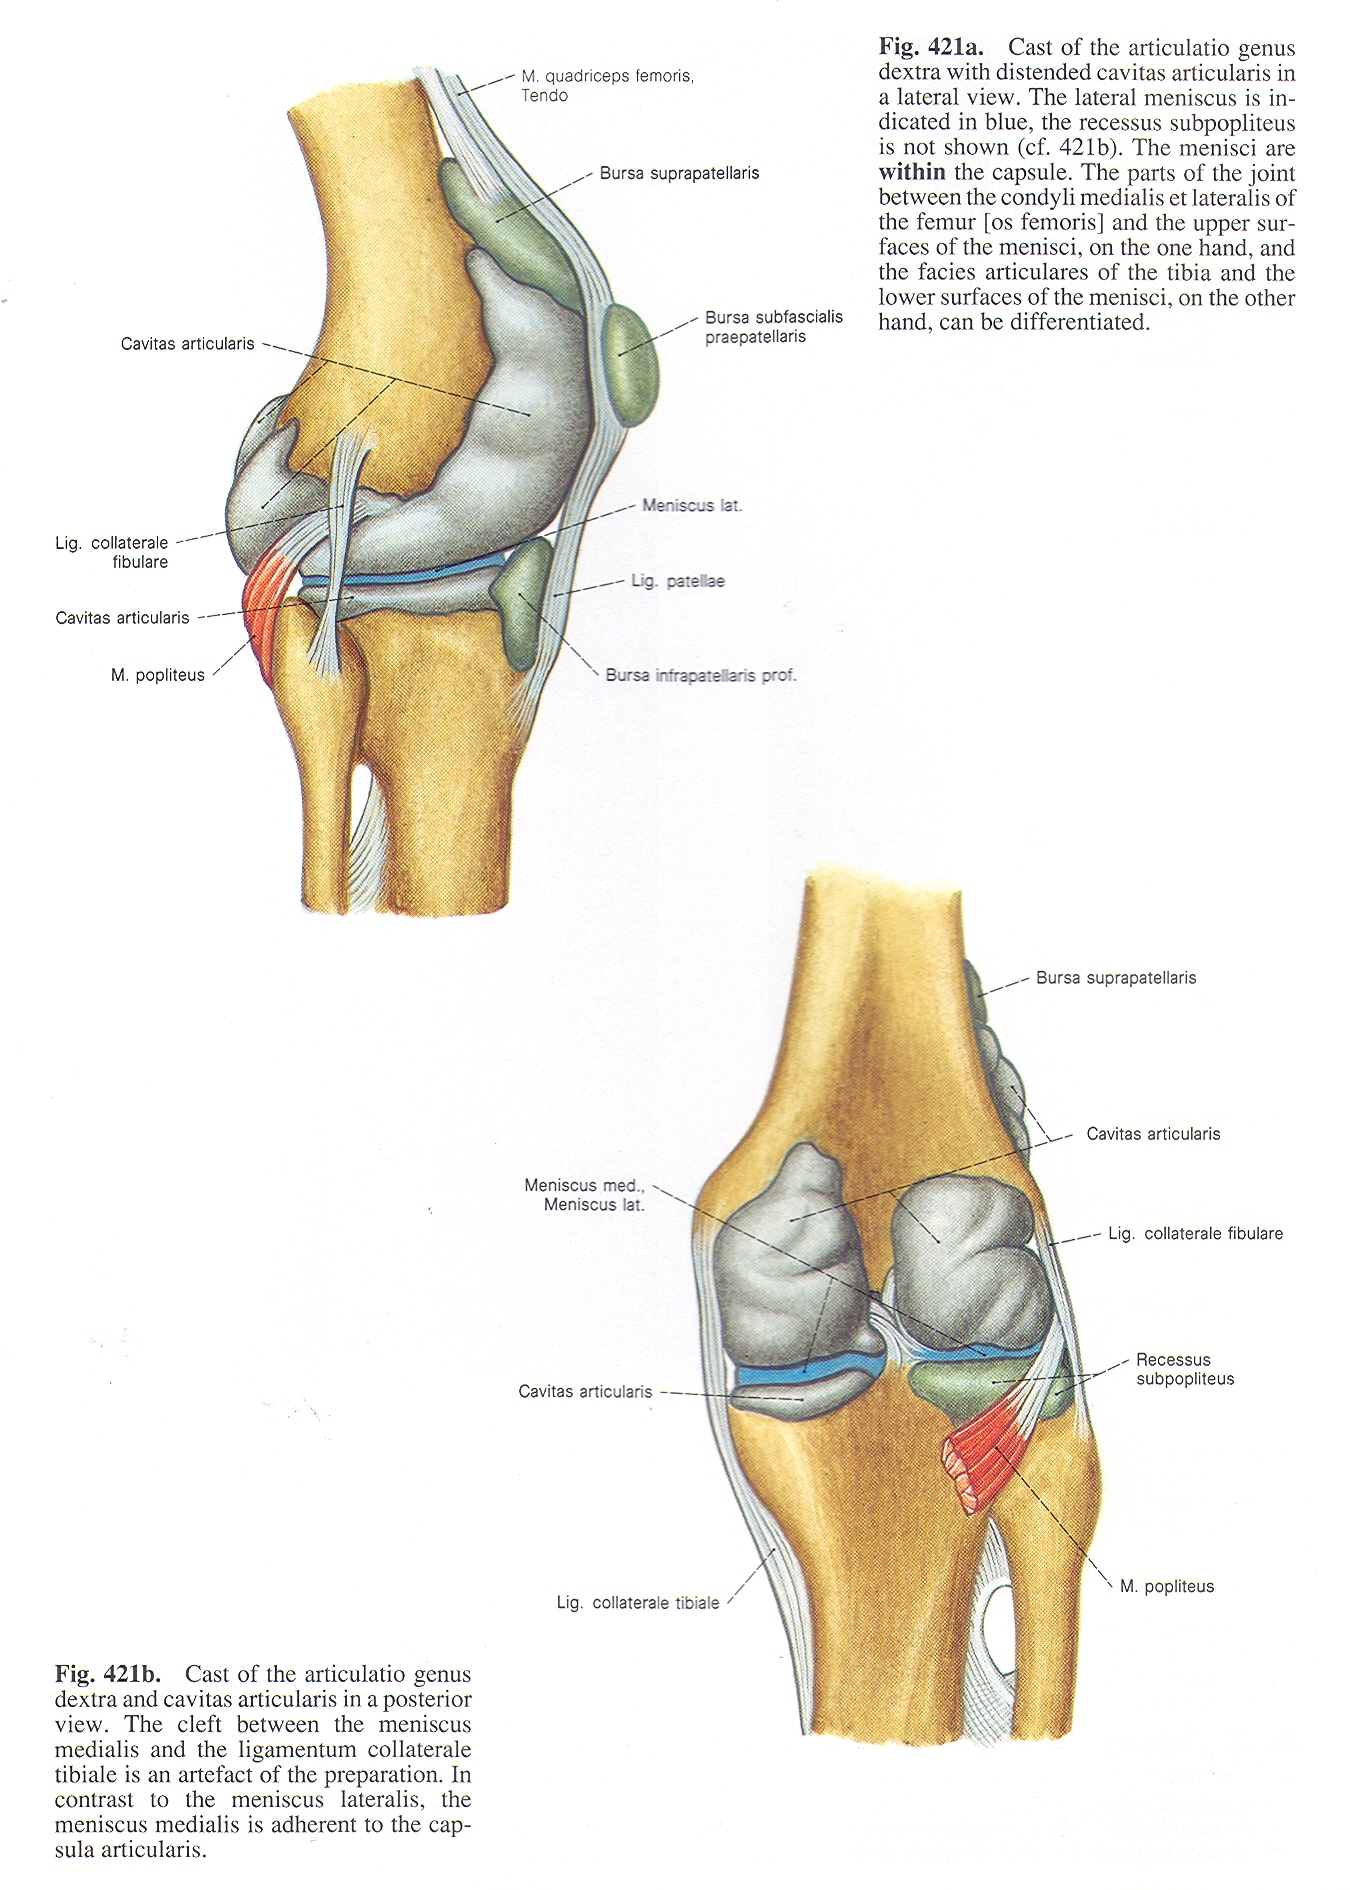 Fig. 421a. Cast of the articulatio genus
dextra with distended cavitas articularis in
a lateral view. The lateral meniscus is in-
dicated in blue, the recessus subpopliteus
is not shown (cf. 421b). The menisci are
within the capsule. The parts of the joint
between the condyli medialis et lateralis of
the femur [os femoris] and the upper sur-
faces of the menisci, on the one hand, and
the facies articulares of the tibia and the
lower surfaces of the menisci, on the other
hand, can be differentiated.
M. quadriceps femoris,
Tendo
Bursa suprapatellaris
Bursa subfascialis
praepatellaris
Cavitas articularis
Meniscus lat.
Lig. collaterale
fibulare
Lig. patellae
Cavitas articularis
M. popliteus
Bursa infrapatellaris prof.
Bursa suprapatellaris
Cavitas articularis
Meniscus med.,
Meniscus lat.
Lig. collaterale fibulare
Recessus
subpopliteus
Cavitas articularis
M. popliteus
Lig. collaterale tibiale
Fig. 421b. Cast of the articulatio genus
dextra and cavitas articularis in a posterior
view. The cleft between the meniscus
medialis and the ligamentum collaterale
tibiale is an artefact of the preparation. In
contrast to the meniscus lateralis, the
meniscus medialis is adherent to the cap-
sula articularis.